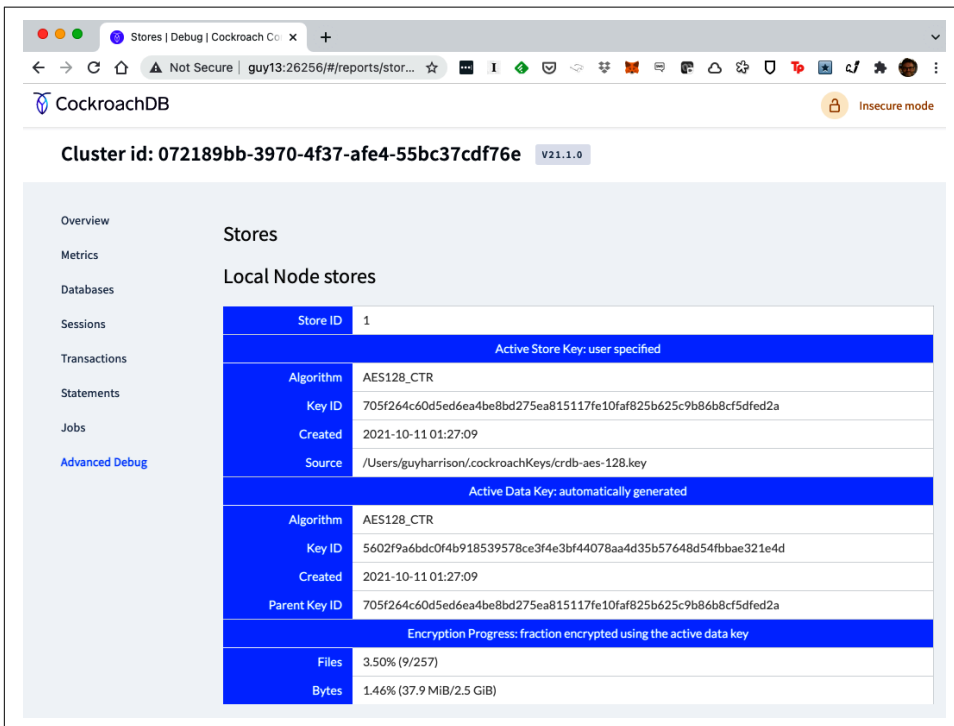 Stores | Debug | Cockroach Co
Not Secure | guy13:26256/#/reports/stor...
CockroachDB
Insecure mode
Cluster id: 072189bb-3970-4f37-afe4-55bc37cdf76e V21.1.0
Overview
Metrics
Databases
Sessions
Transactions
Statements
Jobs
Advanced Debug
Stores
Local Node stores
Store ID 1
Active Store Key: user specified
Algorithm AES128_CTR
Key ID 705f264c60d5ed6ea4be8bd275ea815117fe10faf825b625c9b86b8cf5dfed2a
Created 2021-10-11 01:27:09
Source /Users/guyharrison/.cockroachKeys/crdb-aes-128.key
Active Data Key: automatically generated
Algorithm AES128_CTR
Key ID 5602f9a6bdc0f4b918539578ce3f4e3bf44078aa4d35b57648d54fbbae321e4d
Created 2021-10-11 01:27:09
Parent Key ID 705f264c60d5ed6ea4be8bd275ea815117fe10faf825b625c9b86b8cf5dfed2a
Encryption Progress: fraction encrypted using the active data key
Files 3.50% (9/257)
Bytes 1.46% (37.9 MiB/2.5 GiB)